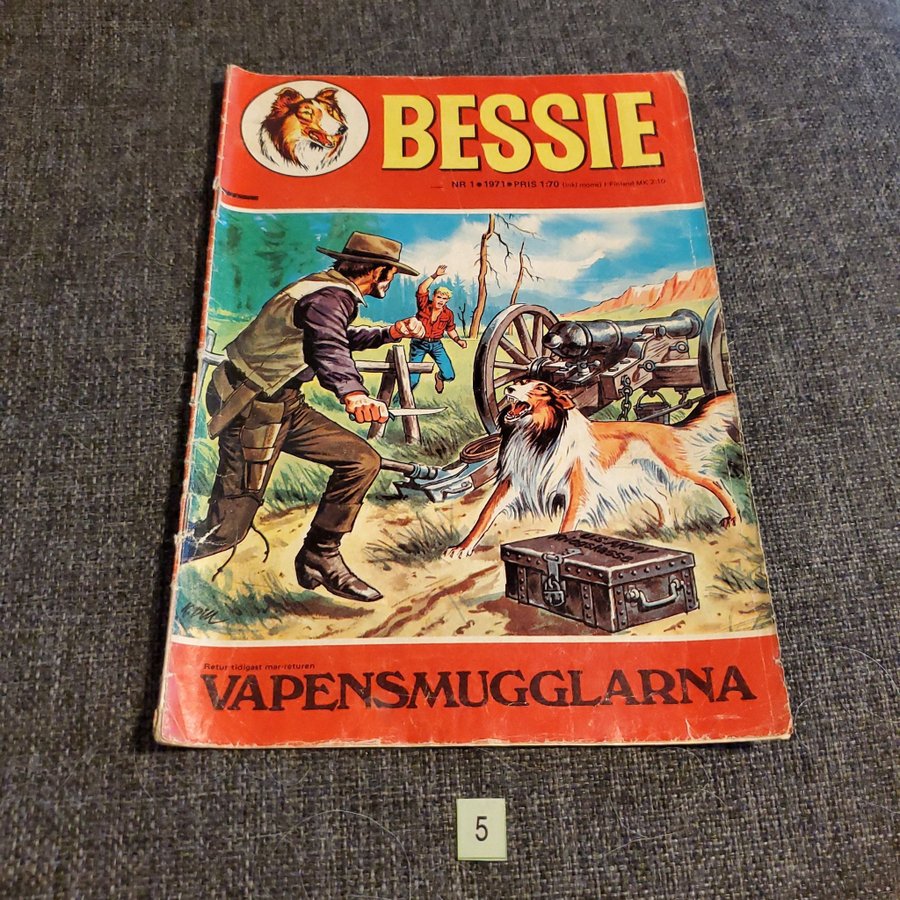 BESSIE
NR 1 • 1971 • PRIS 1:70 (inkl moms) I Finland MK 2:10
Retur tidigast mar-returen
VAPENSMUGGLARNA
5